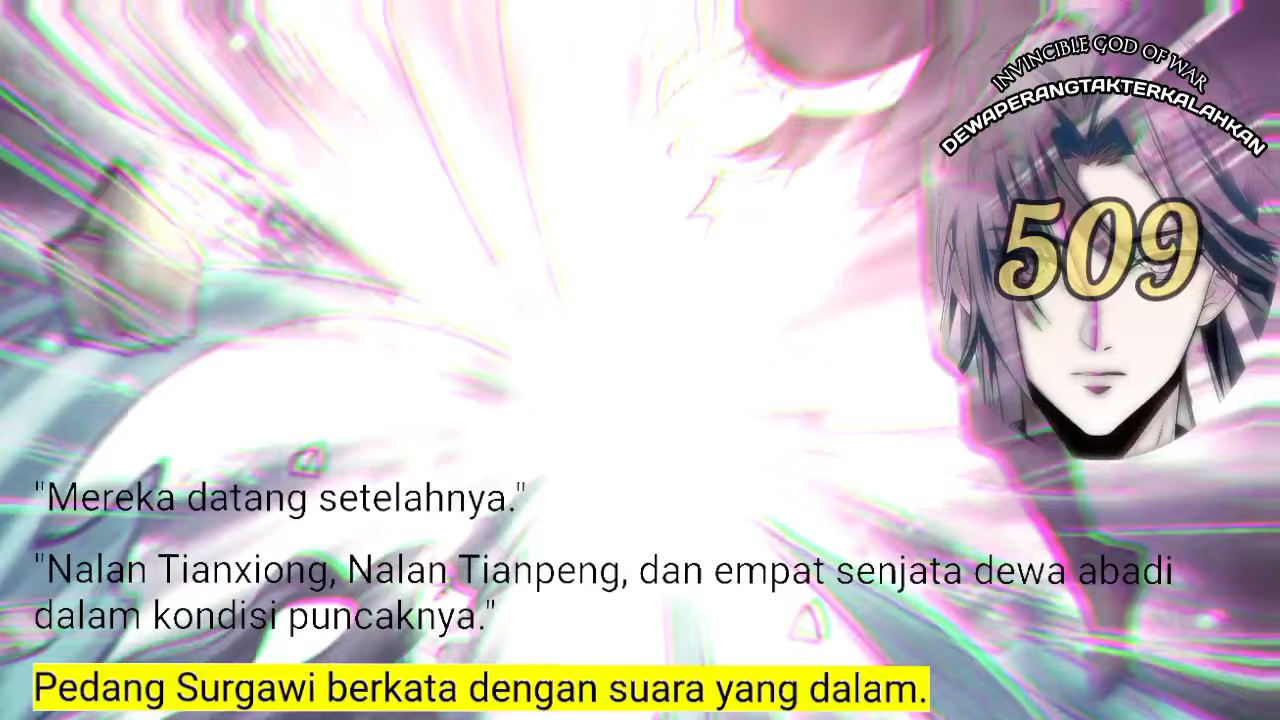 INVINCIBLE GOD OF WAR
DEWAPERANGTAKTERKALAHKAN
509
"Mereka datang setelahnya."
"Nalan Tianxiong, Nalan Tianpeng, dan empat senjata dewa abadi
dalam kondisi puncaknya."
Pedang Surgawi berkata dengan suara yang dalam.